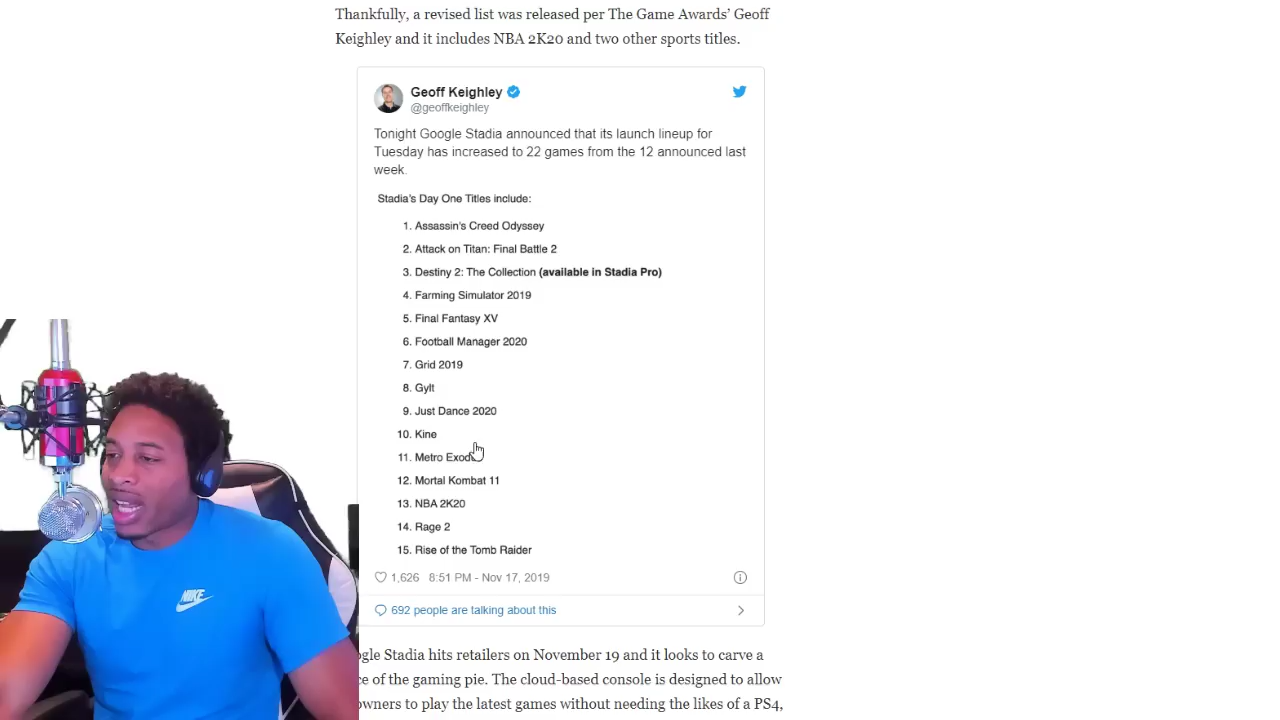 Thankfully, a revised list was released per The Game Awards' Geoff
Keighley and it includes NBA 2K20 and two other sports titles.
Geoff Keighley
@geoffkeighley
Tonight Google Stadia announced that its launch lineup for
Tuesday has increased to 22 games from the 12 announced last
week.
Stadia's Day One Titles include:
1. Assassin's Creed Odyssey
2. Attack on Titan: Final Battle 2
3. Destiny 2: The Collection (available in Stadia Pro)
4. Farming Simulator 2019
5. Final Fantasy XV
6. Football Manager 2020
7. Grid 2019
8. Gylt
9. Just Dance 2020
10. Kine
11. Metro Exodu
12. Mortal Kombat 11
13. NBA 2K20
14. Rage 2
15. Rise of the Tomb Raider
1,626 8:51 PM - Nov 17, 2019
692 people are talking about this
NIKE
gle Stadia hits retailers on November 19 and it looks to carve a
ce of the gaming pie. The cloud-based console is designed to allow
owners to play the latest games without needing the likes of a PS4,